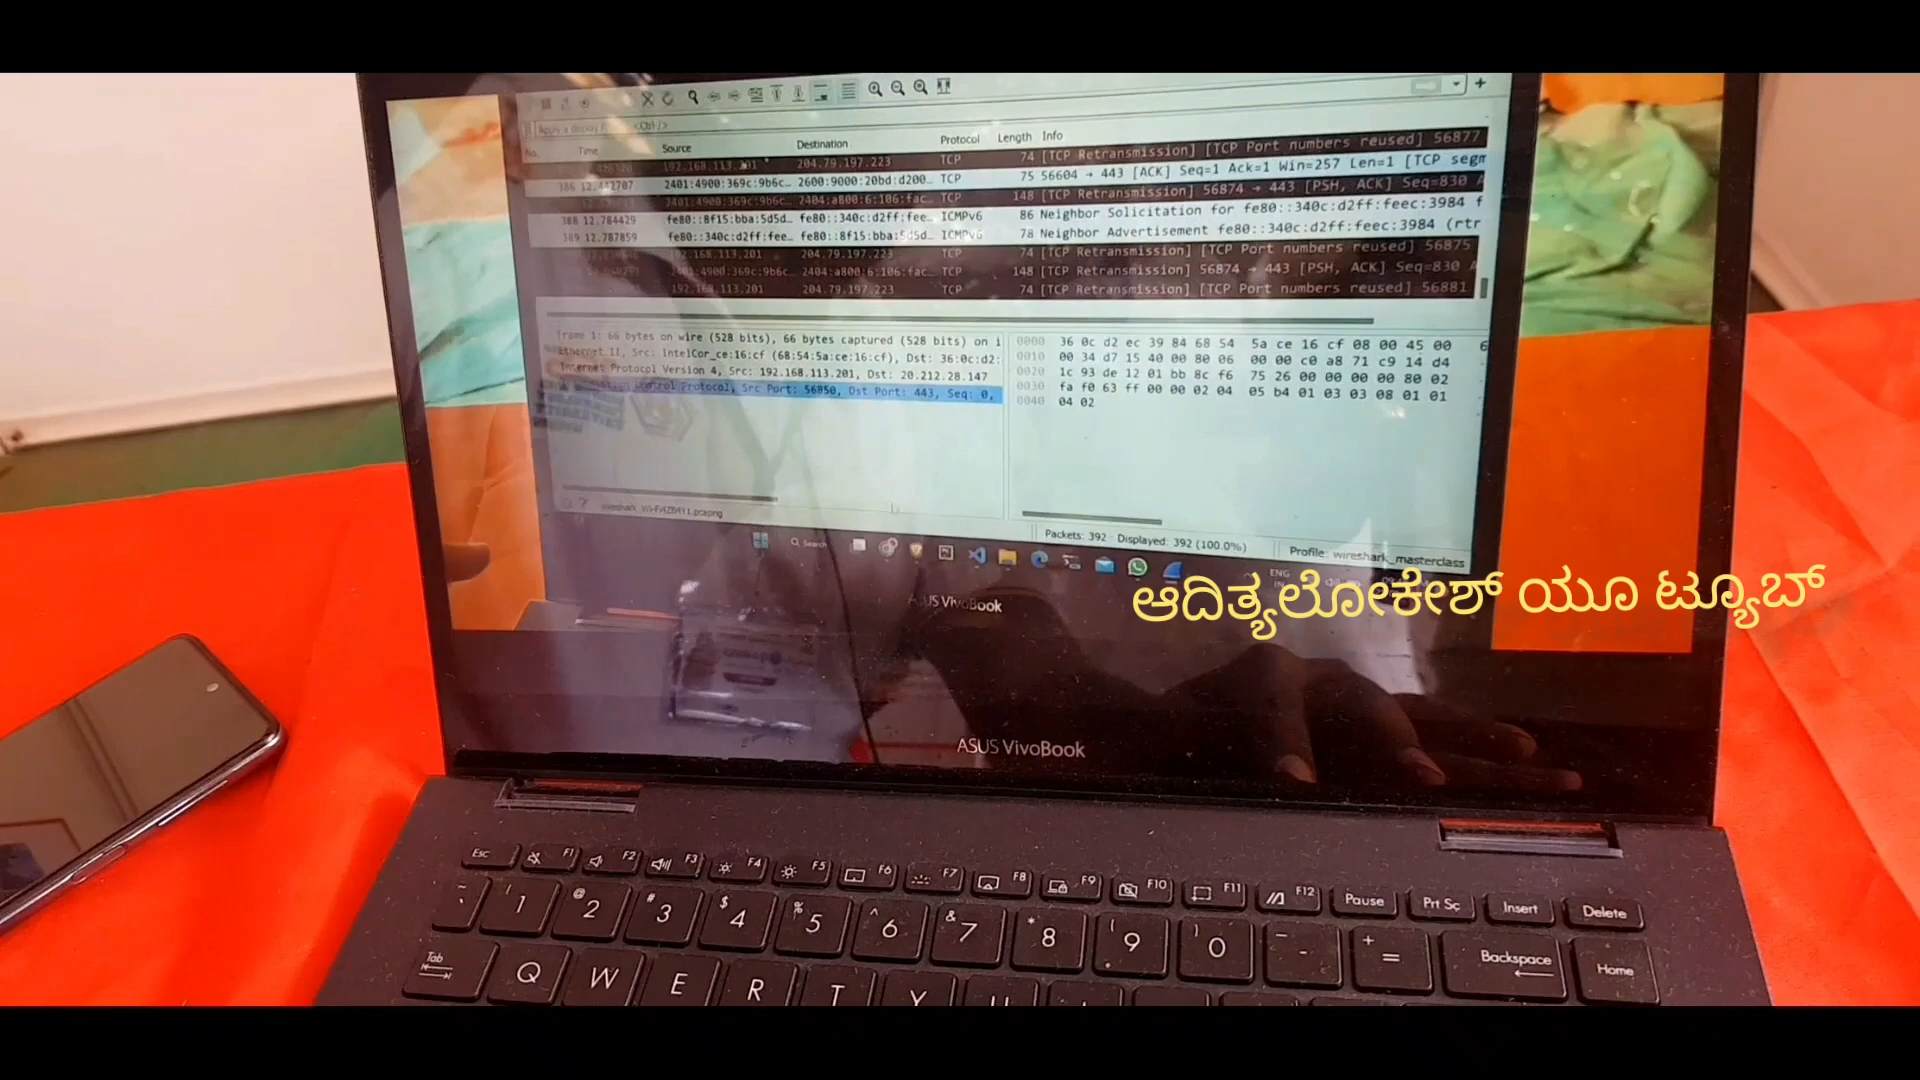 Source Destination Protocol Length Info
192.168.113.201 204.79.197.223 TCP 74 [TCP Retransmission] [TCP Port numbers reused] 56877
386 12.442707 2401:4900:369c:9b6c… 2600:9000:20bd:d200… TCP 75 56604 → 443 [ACK] Seq=1 Ack=1 Win=257 Len=1 [TCP segm
2401:4900:369c:9b6c… 2404:a800:6:106:fac… TCP 148 [TCP Retransmission] 56874 → 443 [PSH, ACK] Seq=830 A
388 12.784429 fe80::8f15:bba:5d5d… fe80::340c:d2ff:fee… ICMPv6 86 Neighbor Solicitation for fe80::340c:d2ff:feec:3984 f
389 12.787859 fe80::340c:d2ff:fee… fe80::8f15:bba:5d5d… ICMPv6 78 Neighbor Advertisement fe80::340c:d2ff:feec:3984 (rtr
192.168.113.201 204.79.197.223 TCP 74 [TCP Retransmission] [TCP Port numbers reused] 56875
2401:4900:369c:9b6c… 2404:a800:6:106:fac… TCP 148 [TCP Retransmission] 56874 → 443 [PSH, ACK] Seq=830 A
192.168.113.201 204.79.197.223 TCP 74 [TCP Retransmission] [TCP Port numbers reused] 56881
Frame 1: 66 bytes on wire (528 bits), 66 bytes captured (528 bits) on i
Ethernet II, Src: IntelCor_ce:16:cf (68:54:5a:ce:16:cf), Dst: 36:0c:d2:
Internet Protocol Version 4, Src: 192.168.113.201, Dst: 20.212.28.147
Control Protocol, Src Port: 56850, Dst Port: 443, Seq: 0,
0000 36 0c d2 ec 39 84 68 54 5a ce 16 cf 08 00 45 00 6
0010 00 34 d7 15 40 00 80 06 00 00 c0 a8 71 c9 14 d4
0020 1c 93 de 12 01 bb 8c f6 75 26 00 00 00 00 80 02
0030 fa f0 63 ff 00 00 02 04 05 b4 01 03 03 08 01 01
0040 04 02
Packets: 392 · Displayed: 392 (100.0%) Profile: wireshark_masterclass
Search ENG
ಆದಿತ್ಯಲೋಕೇಶ್ ಯೂ ಟ್ಯೂಬ್
VivoBook
ASUS VivoBook
Esc F1 F2 F3 F4 F5 F6 F7 F8 F9 F10 F11 F12 Pause Prt Sc Insert Delete
~ ! 1 @ 2 # 3 $ 4 % 5 ^ 6 & 7 * 8 ( 9 ) 0 - + = Backspace Home
Tab Q W E R T Y U